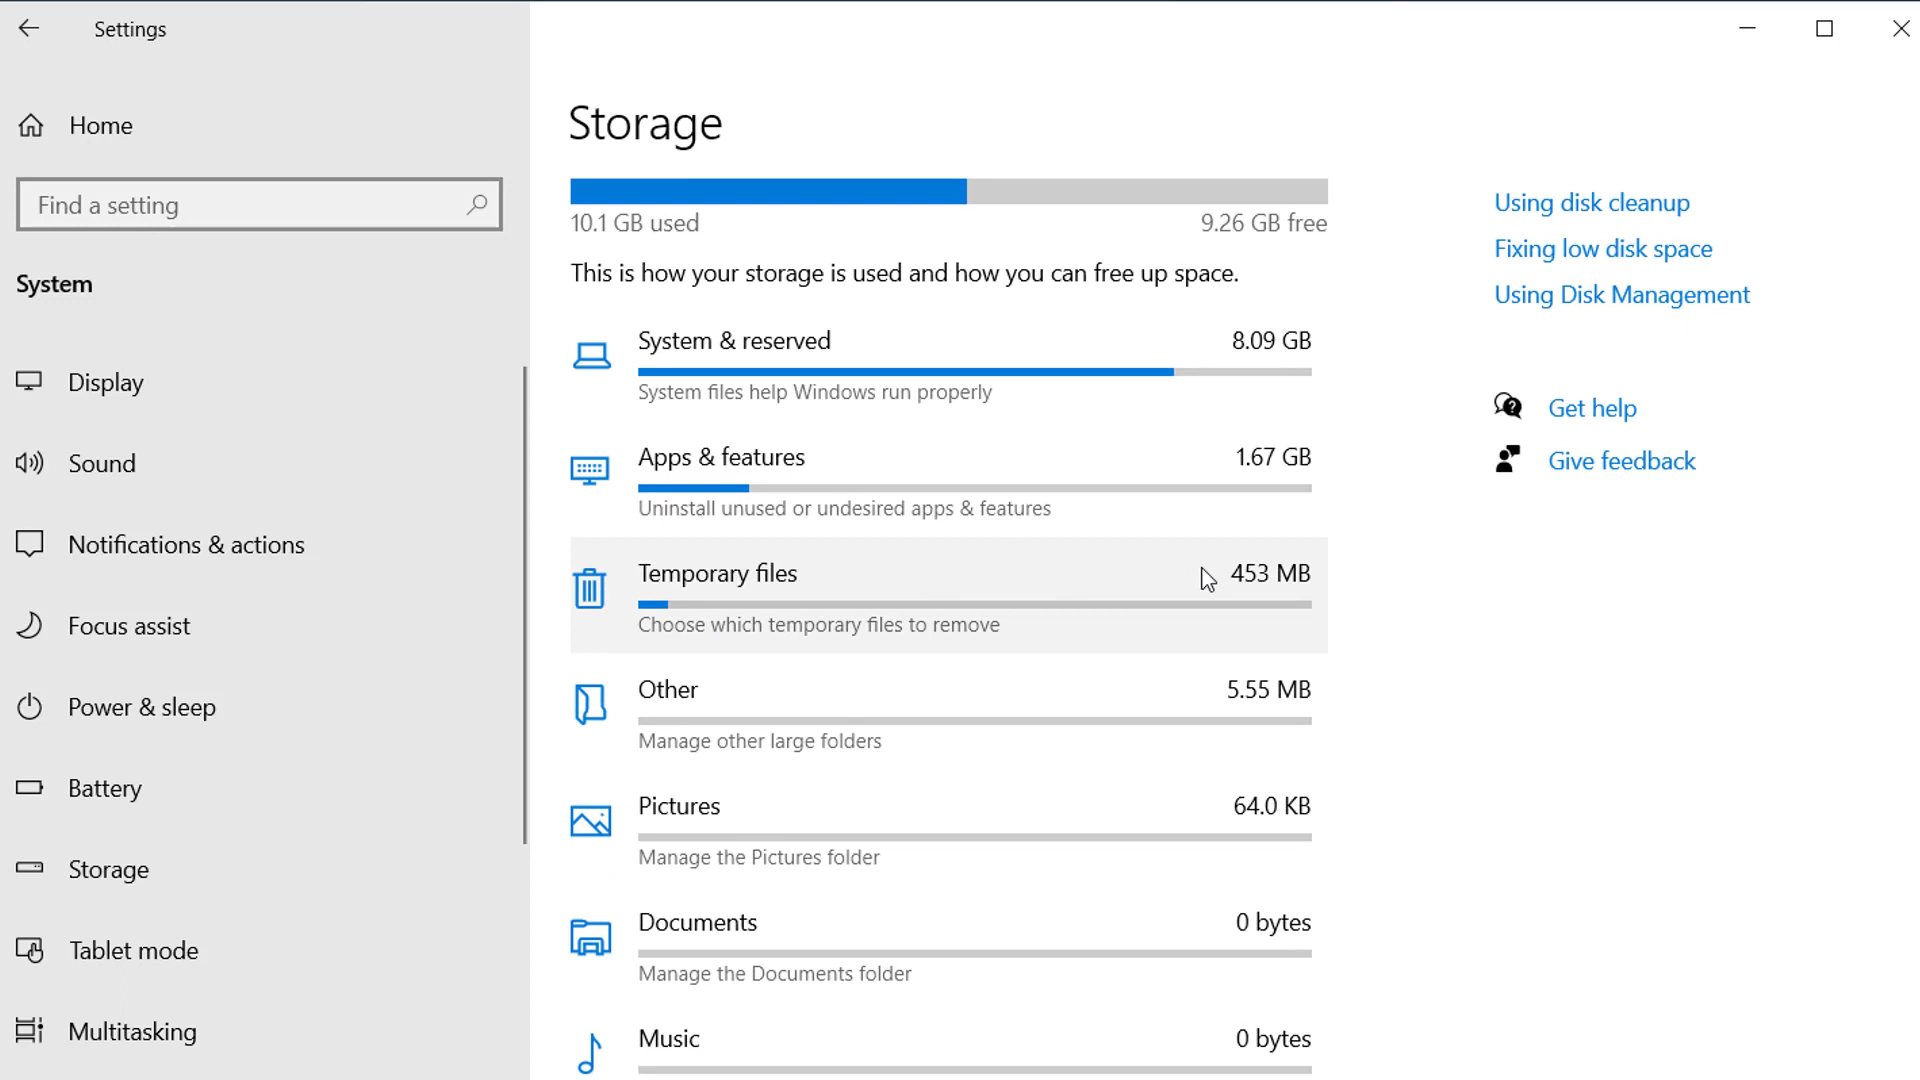 Settings
Home
Find a setting
System
Display
Sound
Notifications & actions
Focus assist
Power & sleep
Battery
Storage
Tablet mode
Multitasking
Storage
10.1 GB used
9.26 GB free
This is how your storage is used and how you can free up space.
System & reserved
8.09 GB
System files help Windows run properly
Apps & features
1.67 GB
Uninstall unused or undesired apps & features
Temporary files
453 MB
Choose which temporary files to remove
Other
5.55 MB
Manage other large folders
Pictures
64.0 KB
Manage the Pictures folder
Documents
0 bytes
Manage the Documents folder
Music
0 bytes
Using disk cleanup
Fixing low disk space
Using Disk Management
Get help
Give feedback